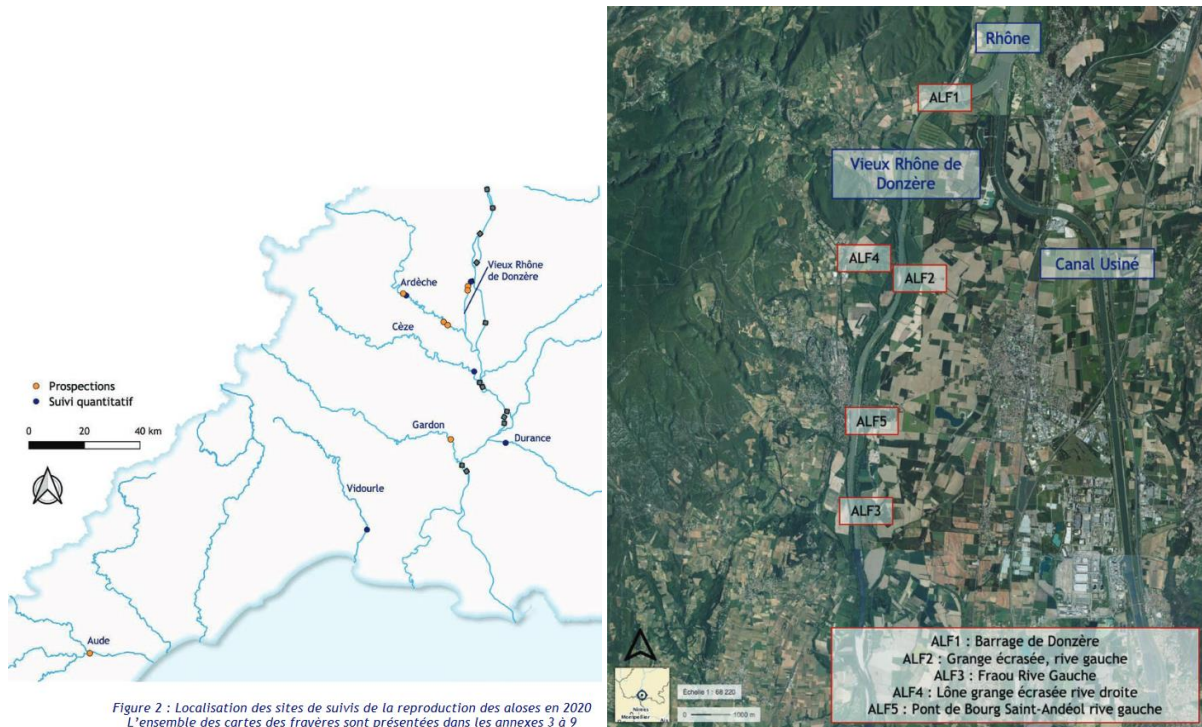 Vieux Rhône
de Donzère
Ardèche
Cèze
Prospections
Suivi quantitatif
0 20 40 km
Gardon
Durance
Vidourle
Aude
Figure 2 : Localisation des sites de suivis de la reproduction des aloses en 2020
L'ensemble des cartes des frayères sont présentées dans les annexes 3 à 9
Rhône
ALF1
Vieux Rhône de
Donzère
ALF4
ALF2
Canal Usiné
ALF5
ALF3
ALF1 : Barrage de Donzère
ALF2 : Grange écrasée, rive gauche
ALF3 : Fraou Rive Gauche
ALF4 : Lône grange écrasée rive droite
ALF5 : Pont de Bourg Saint-Andéol rive gauche
Échelle 1 : 68 220
0 1000 m
Nîmes
Montpellier